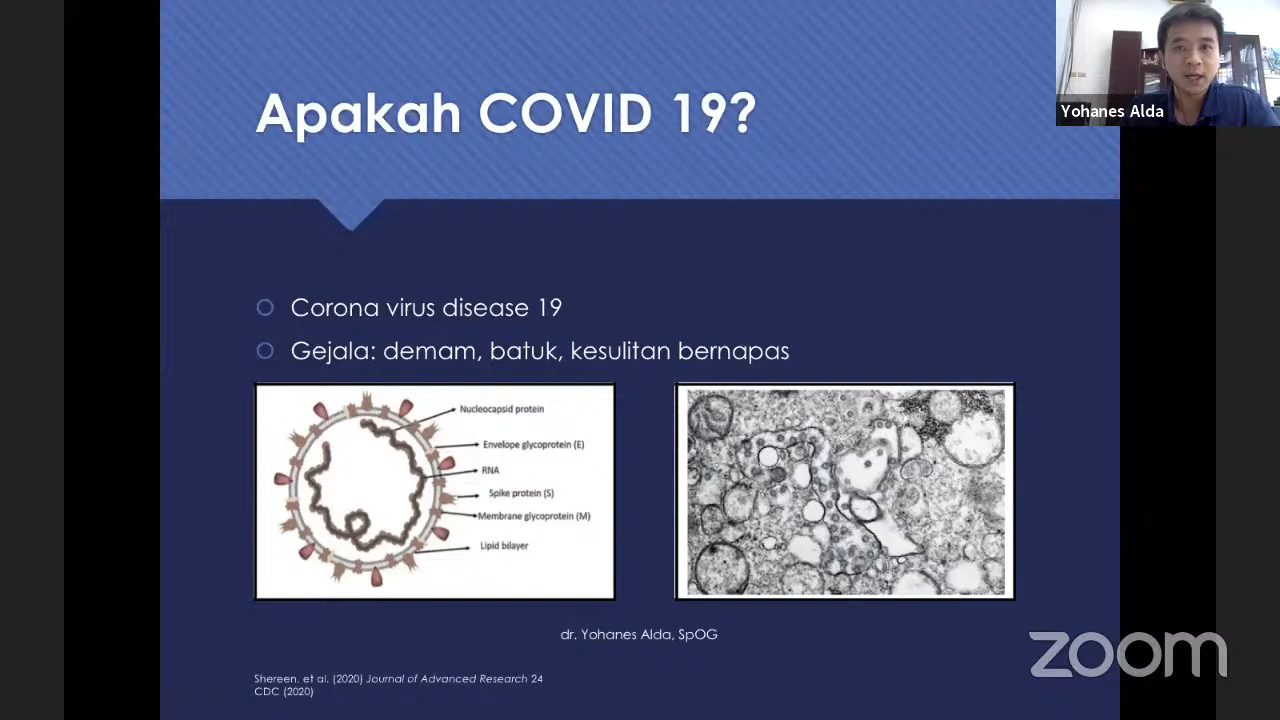 Apakah COVID 19?
Yohanes Alda
Corona virus disease 19
Gejala: demam, batuk, kesulitan bernapas
Nucleocapsid protein
Envelope glycoprotein (E)
RNA
Spike protein (S)
Membrane glycoprotein (M)
Lipid bilayer
dr. Yohanes Alda, SpOG
zoom
Shereen, et al. (2020) Journal of Advanced Research 24
CDC (2020)